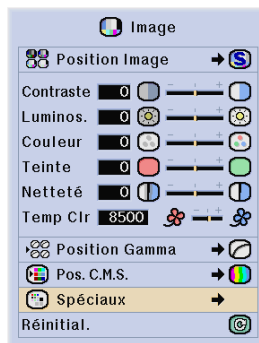 Image
Position Image S
Contraste 0
Luminos. 0
Couleur 0
Teinte 0
Netteté 0
Temp Clr 8500
Position Gamma
Pos. C.M.S.
Spéciaux
Réinitial.